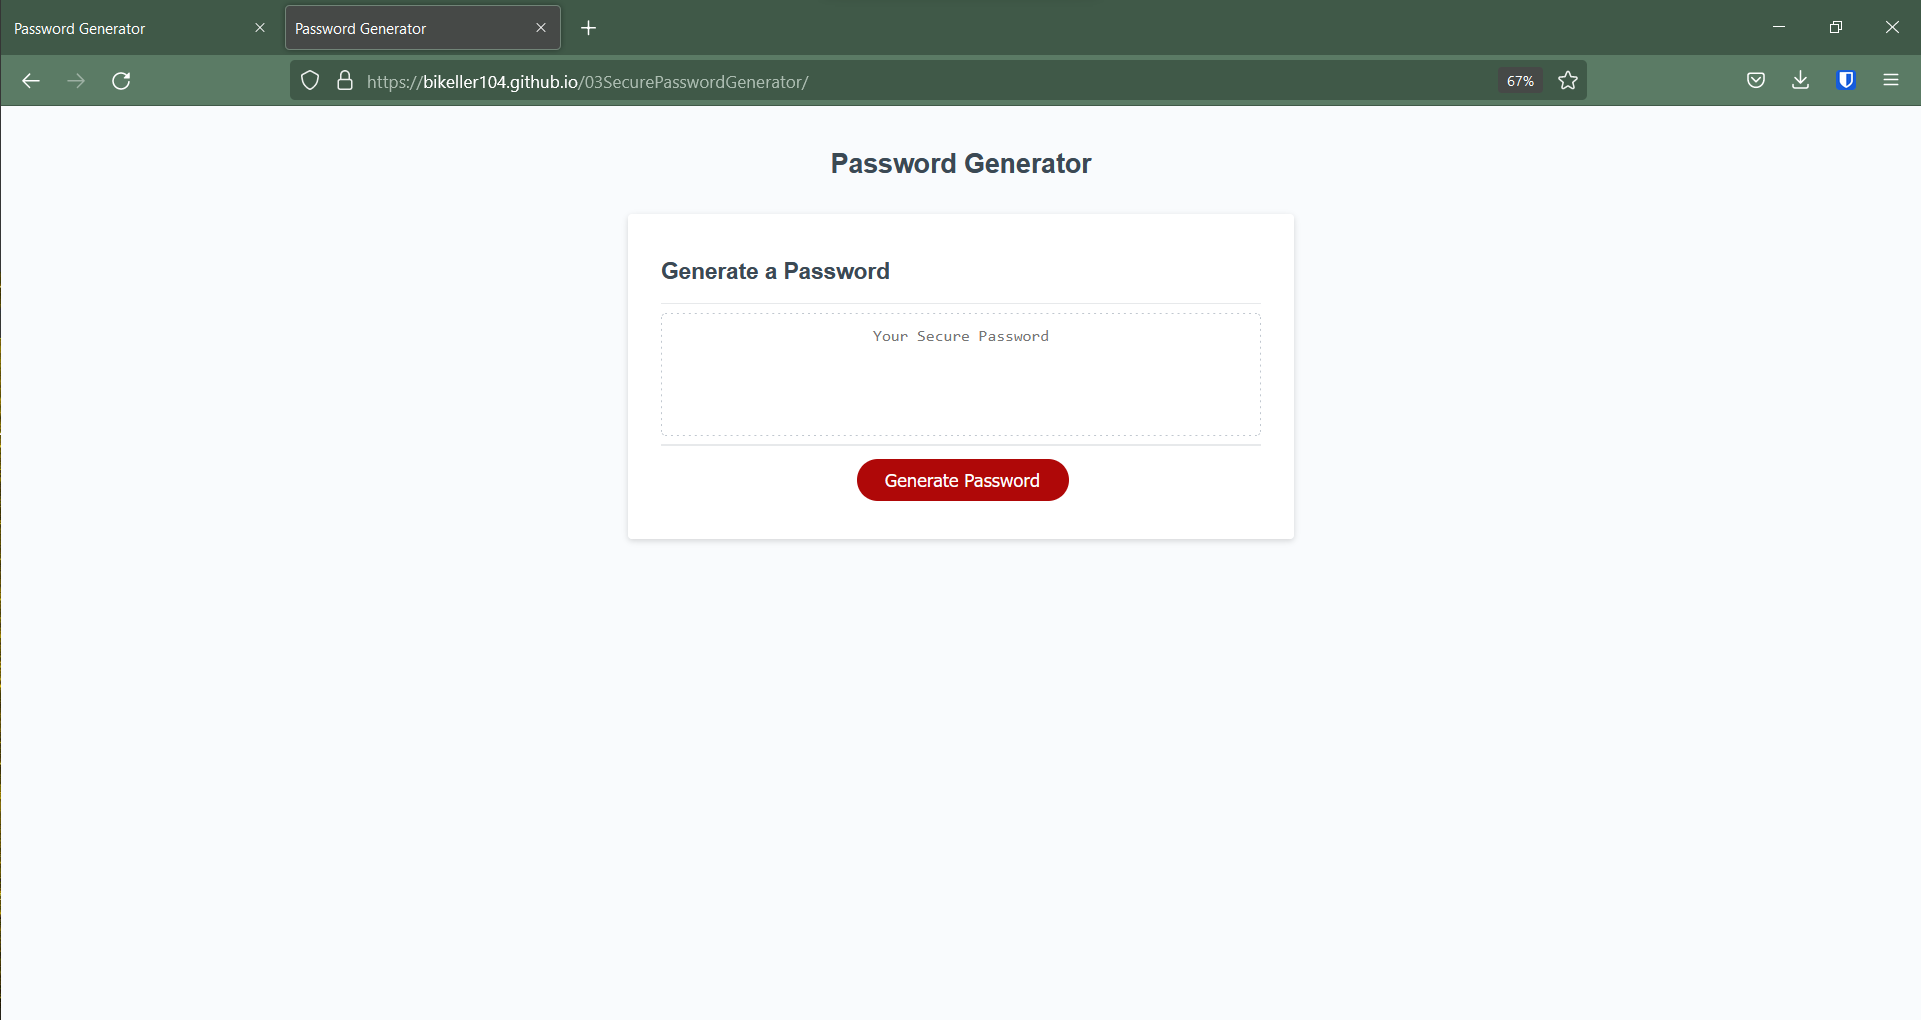 Password Generator
Password Generator
https://bikeller104.github.io/03SecurePasswordGenerator/
67%
Password Generator
Generate a Password
Your Secure Password
Generate Password